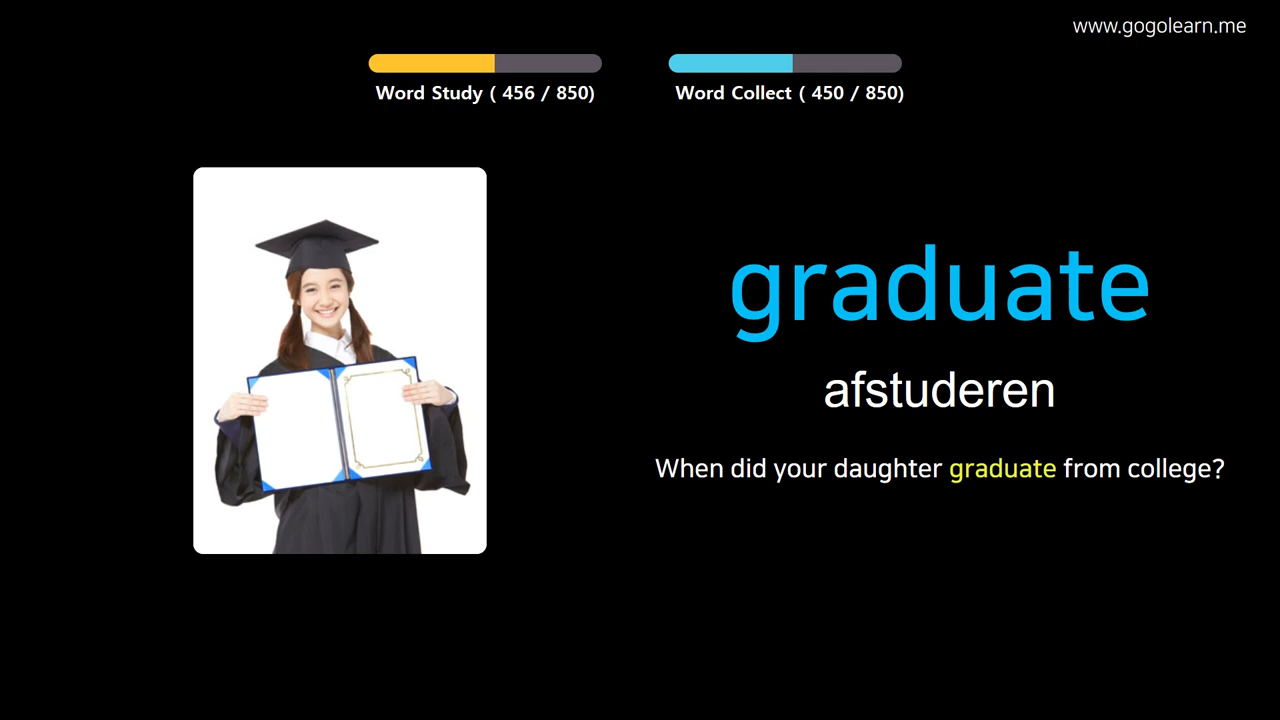 www.gogolearn.me
Word Study ( 456 / 850)
Word Collect ( 450 / 850)
graduate
afstuderen
When did your daughter graduate from college?